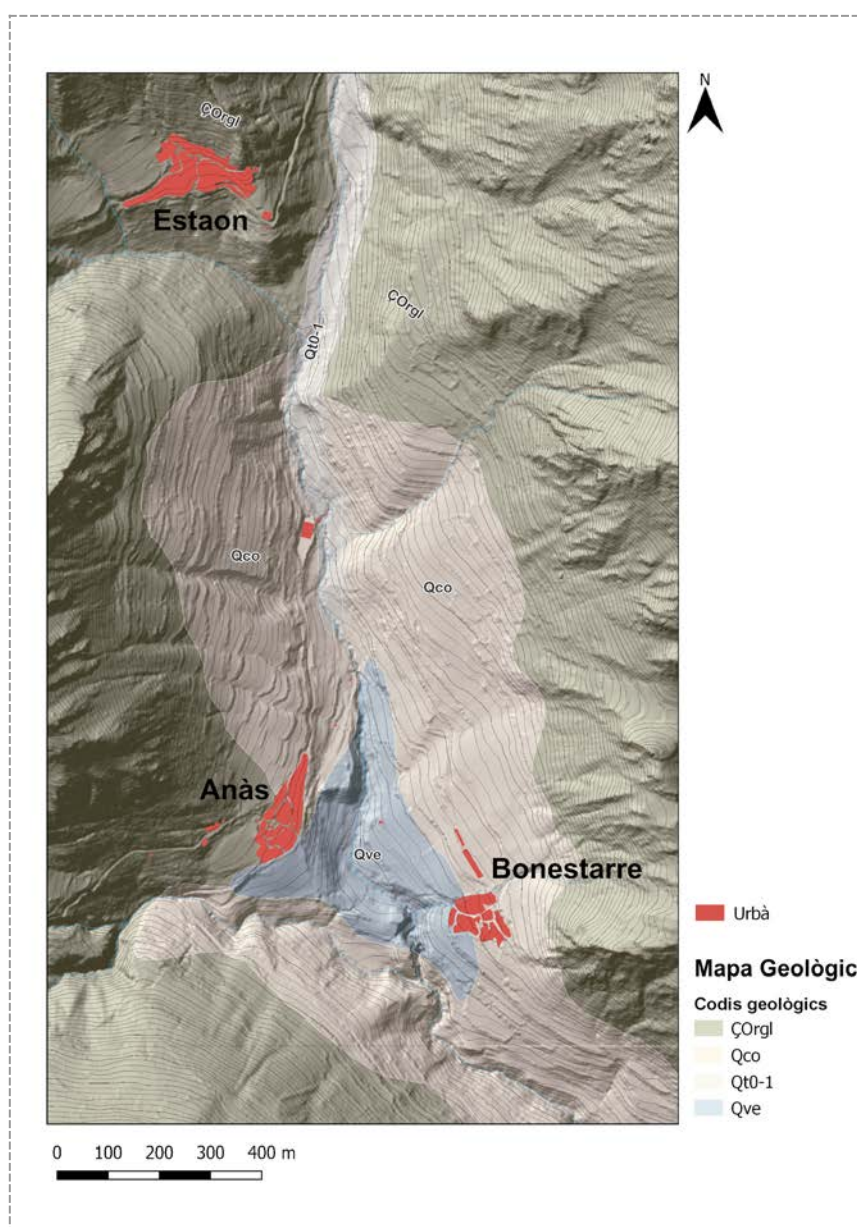 N
ÇOrgl
Estaon
ÇOrgl
Qt0-1
Qco
Qco
Anàs
Qve
Bonestarre
Urbà
Mapa Geològic
Codis geològics
ÇOrgl
Qco
Qt0-1
Qve
0 100 200 300 400 m